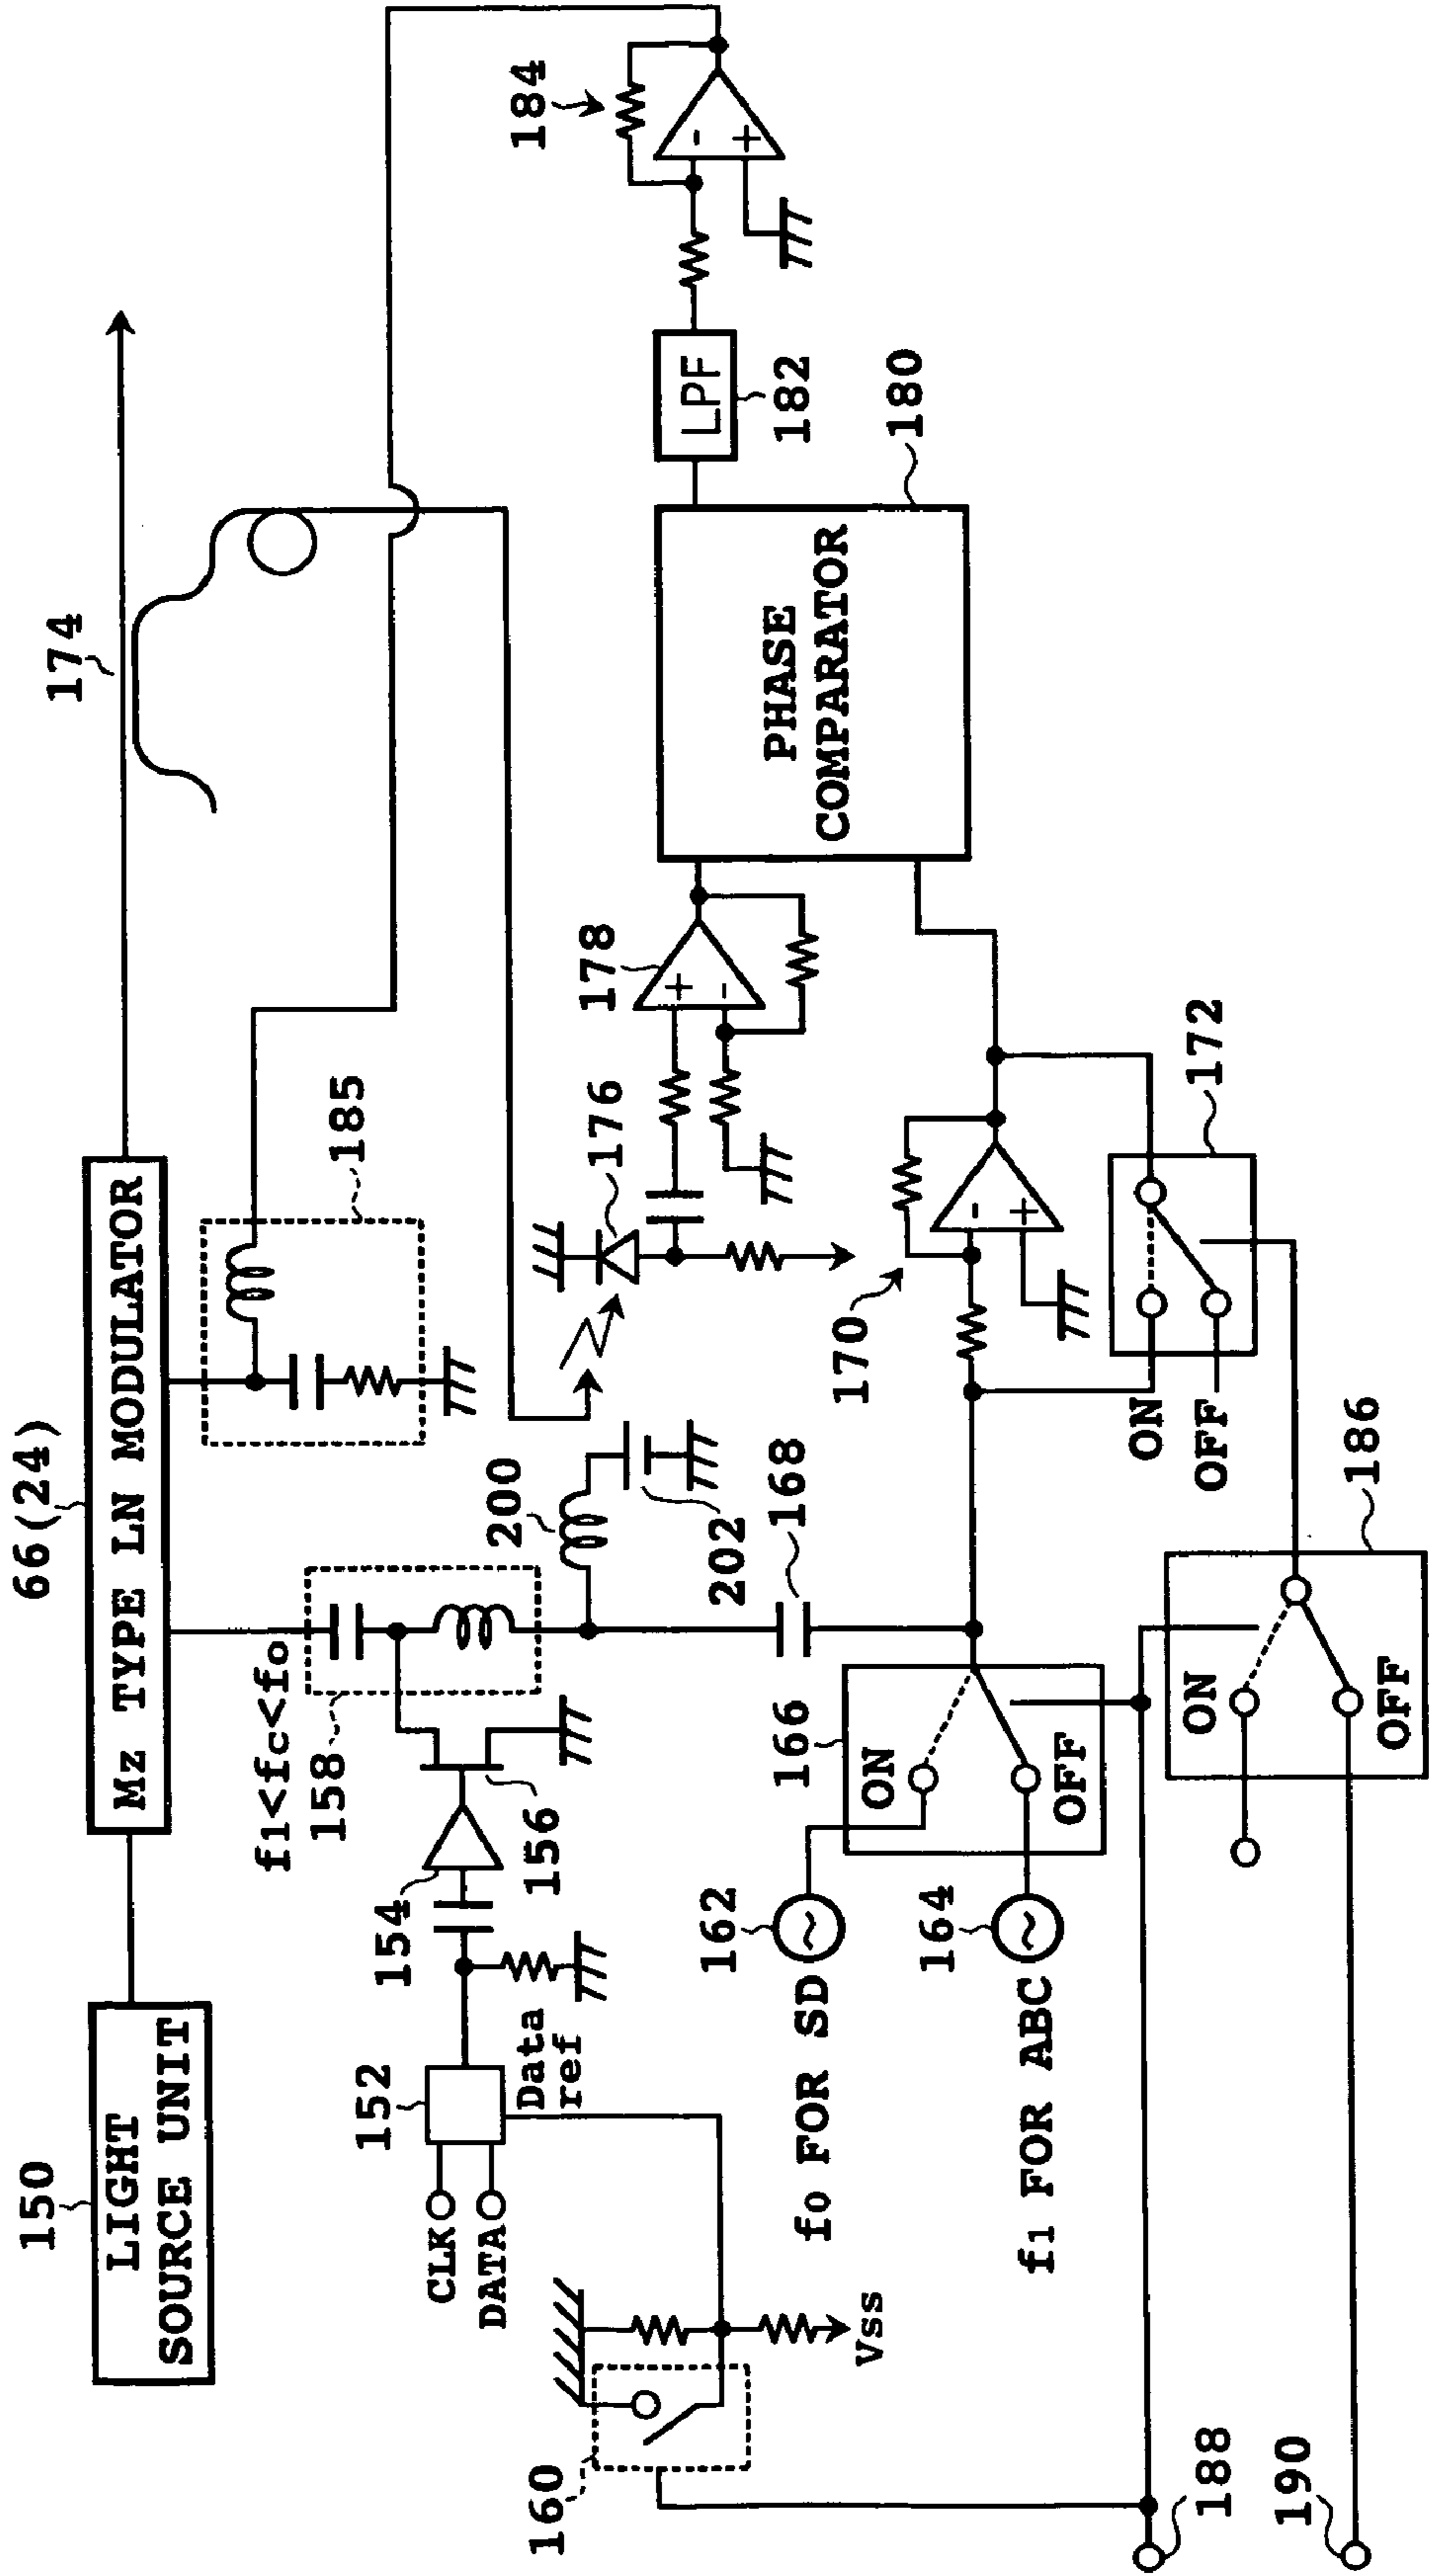 150
LIGHT
SOURCE UNIT
66(24)
Mz TYPE LN MODULATOR
174
f1<fc<fo
158
185
184
152
CLK
DATA
Data
ref
154
156
200
202
168
176
178
PHASE
COMPARATOR
180
LPF
182
160
Vss
162
f0 FOR SD
164
f1 FOR ABC
166
ON
OFF
170
172
ON
OFF
186
ON
OFF
188
190
+
-
-
+
-
+
~
~